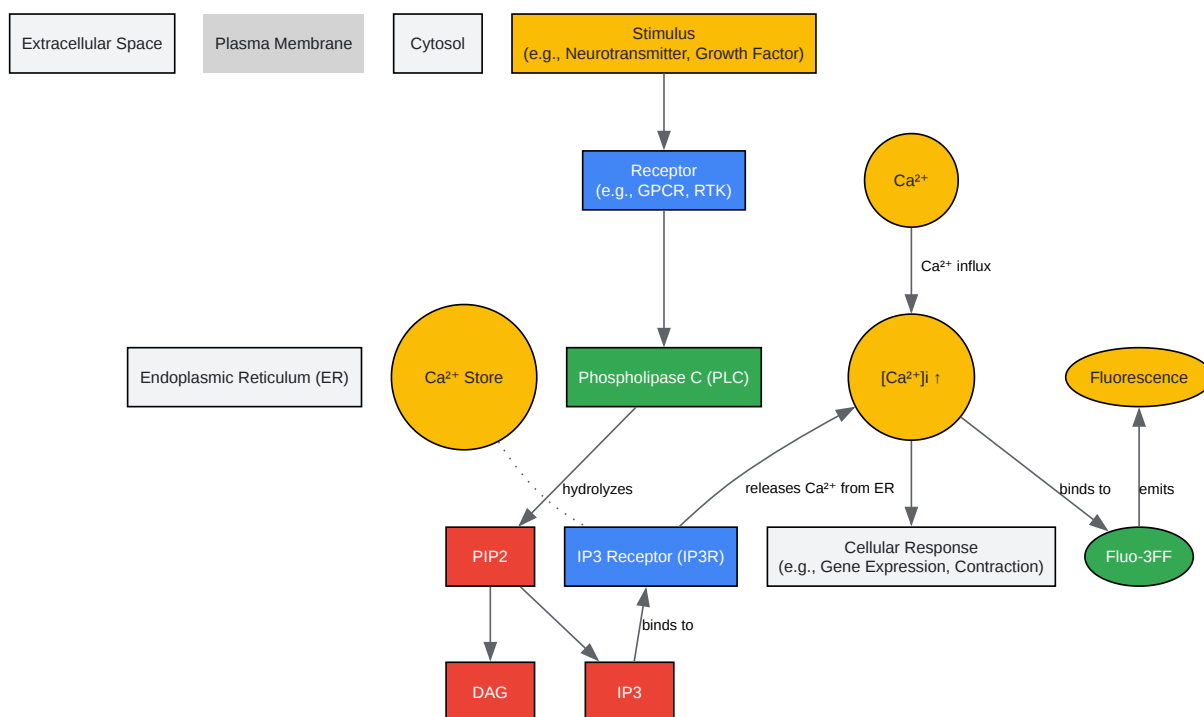 Extracellular Space
Plasma Membrane
Cytosol
Stimulus
(e.g., Neurotransmitter, Growth Factor)
Receptor
(e.g., GPCR, RTK)
Ca²⁺
Ca²⁺ influx
Endoplasmic Reticulum (ER)
Ca²⁺ Store
Phospholipase C (PLC)
[Ca²⁺]i ↑
Fluorescence
hydrolyzes
releases Ca²⁺ from ER
binds to
emits
PIP2
IP3 Receptor (IP3R)
Cellular Response
(e.g., Gene Expression, Contraction)
Fluo-3FF
binds to
DAG
IP3